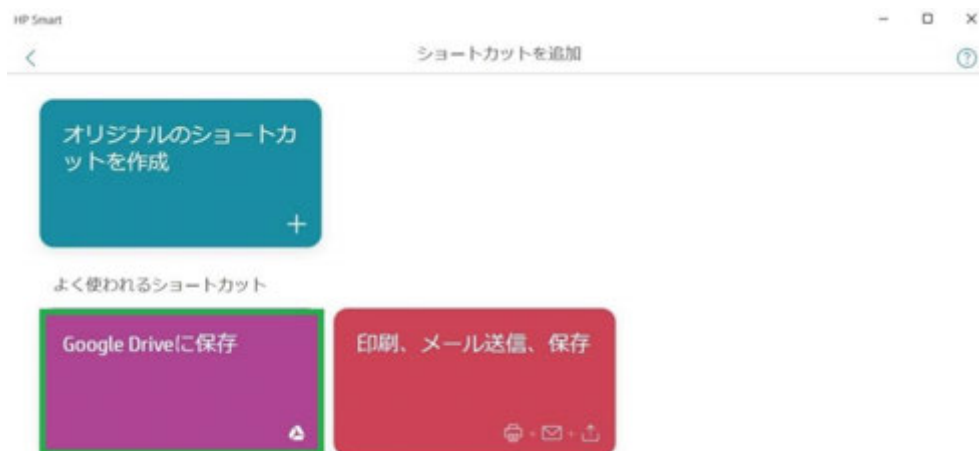 HP Smart
ショートカットを追加
オリジナルのショートカ
ットを作成
よく使われるショートカット
Google Driveに保存
印刷、メール送信、保存